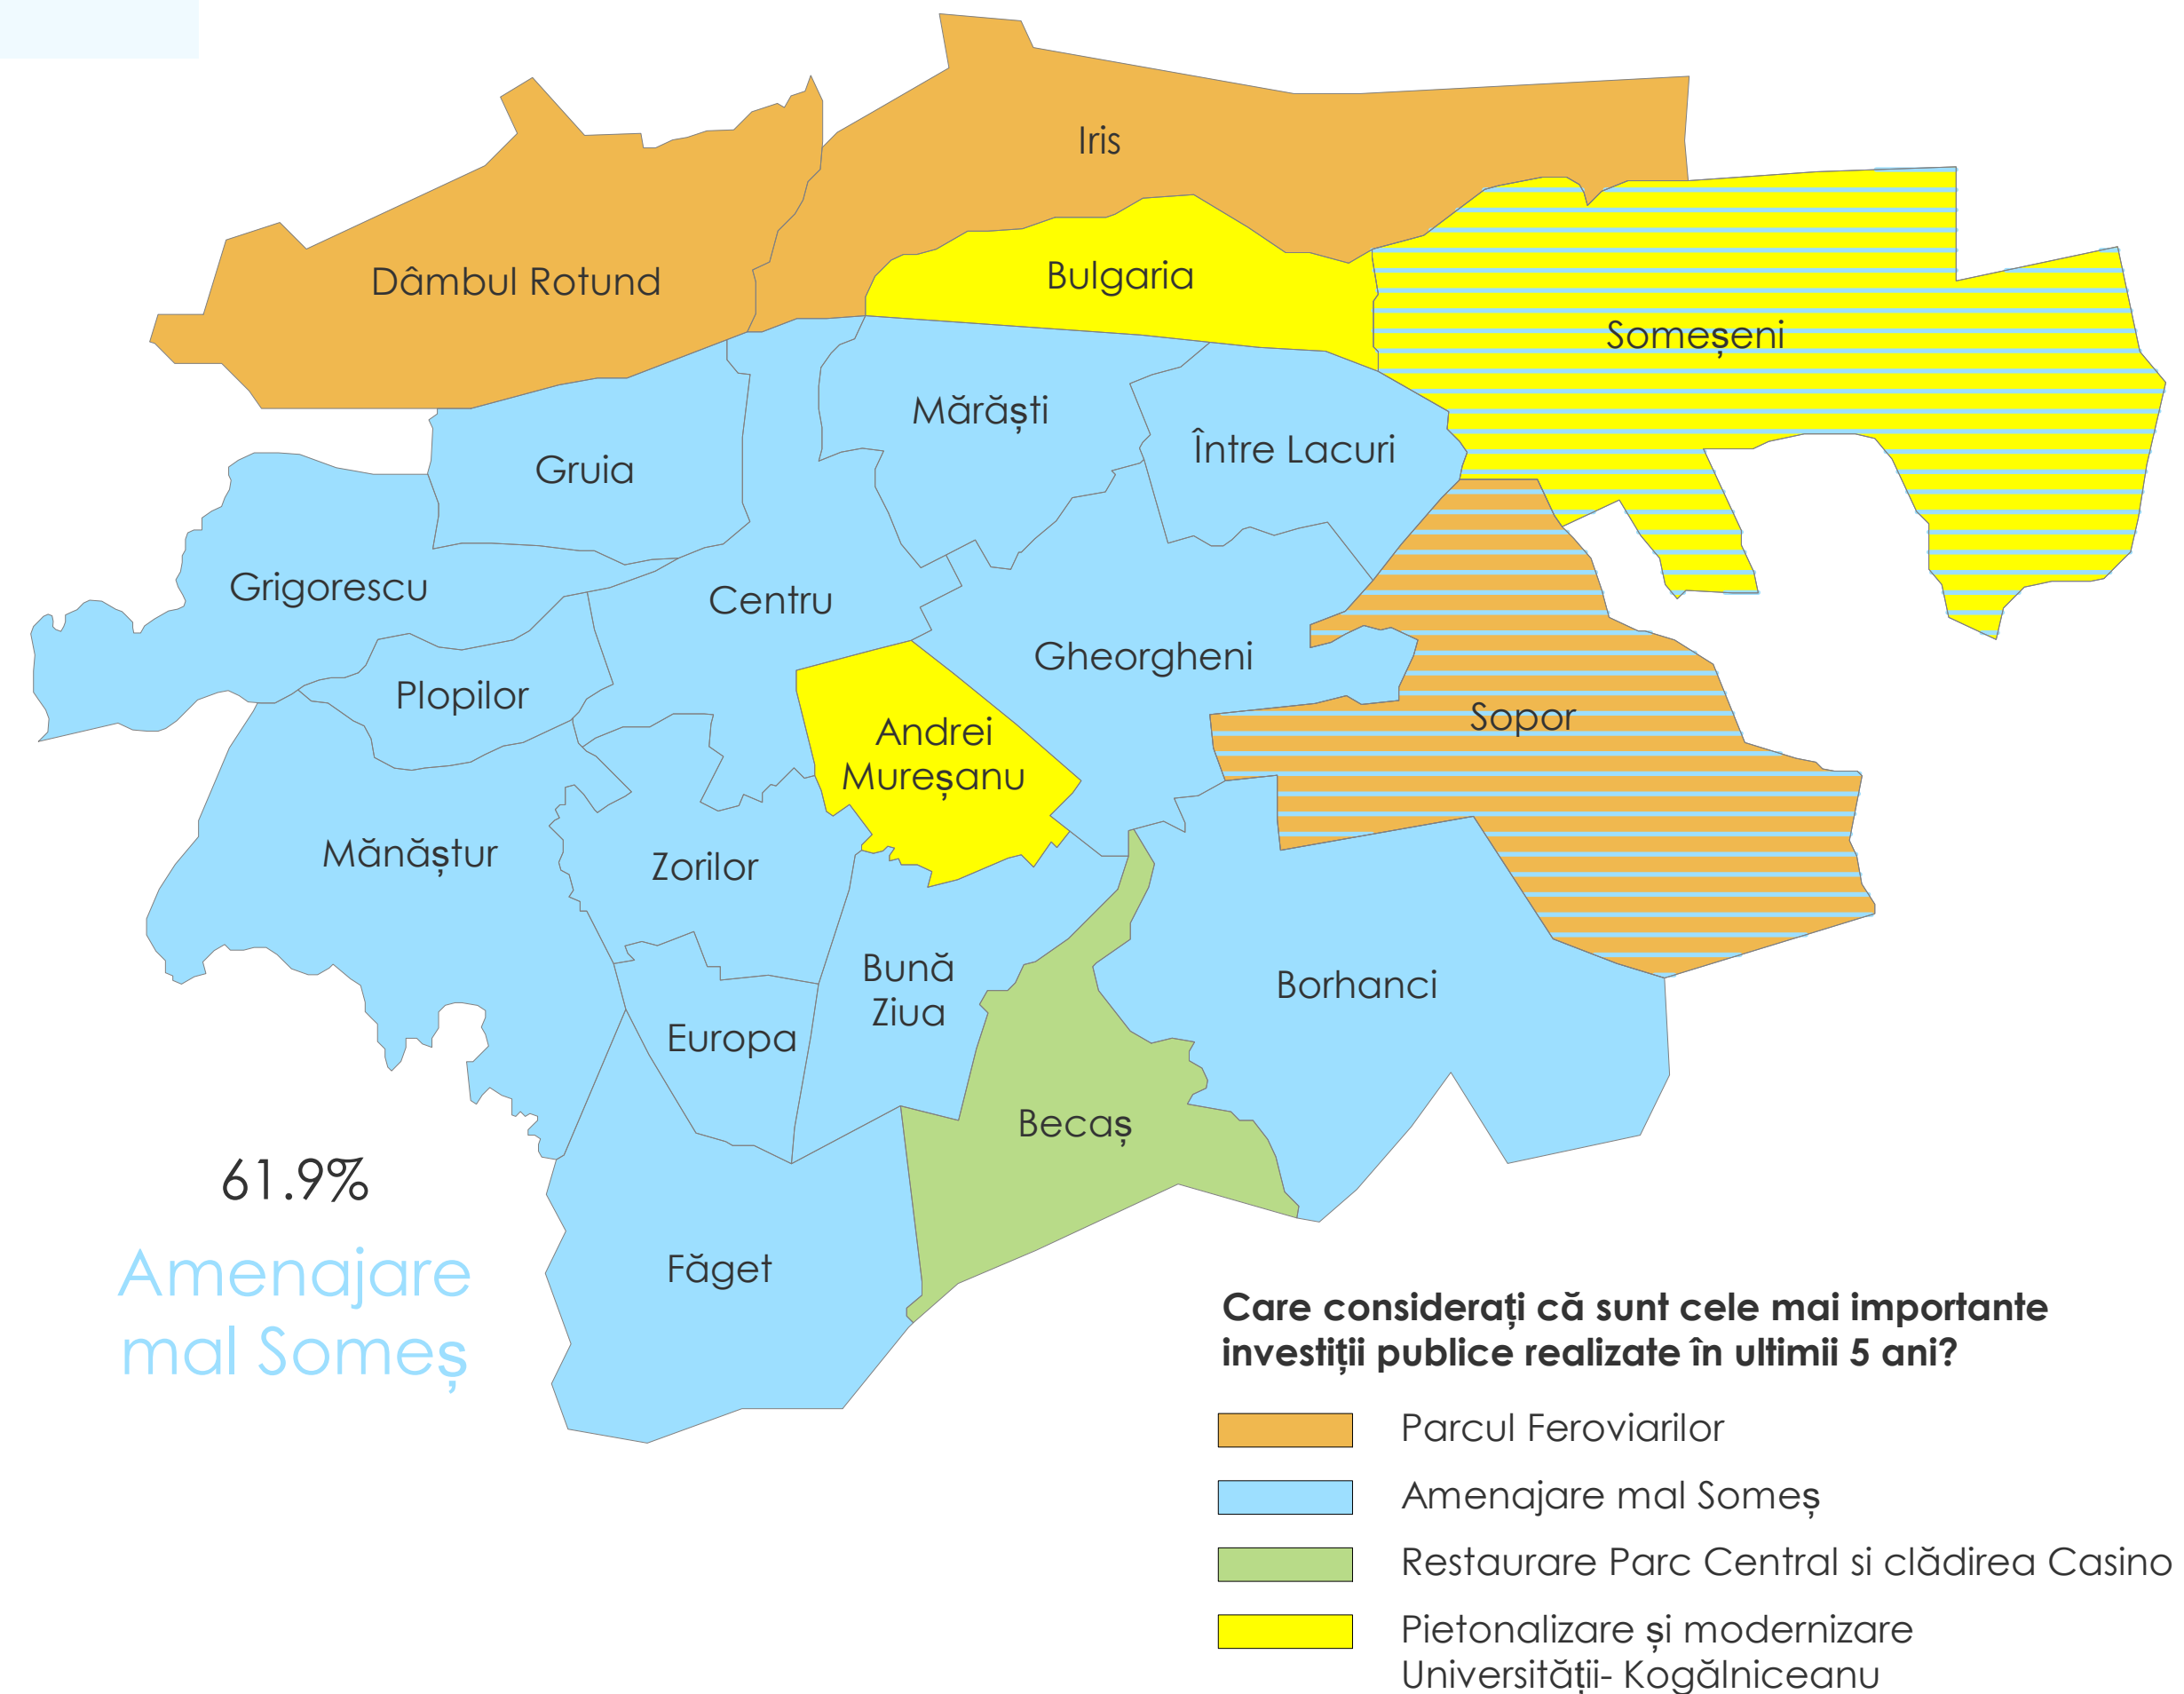 Iris
Dâmbul Rotund
Bulgaria
Someșeni
Mărăști
Între Lacuri
Gruia
Grigorescu
Centru
Gheorgheni
Plopilor
Sopor
Andrei
Mureșanu
Mănăștur
Zorilor
Bună
Ziua
Borhanci
Europa
Becaș
Făget
61.9%
Amenajare
mal Someș
Care considerați că sunt cele mai importante
investiții publice realizate în ultimii 5 ani?
Parcul Feroviarilor
Amenajare mal Someș
Restaurare Parc Central si clădirea Casino
Pietonalizare și modernizare
Universității- Kogălniceanu